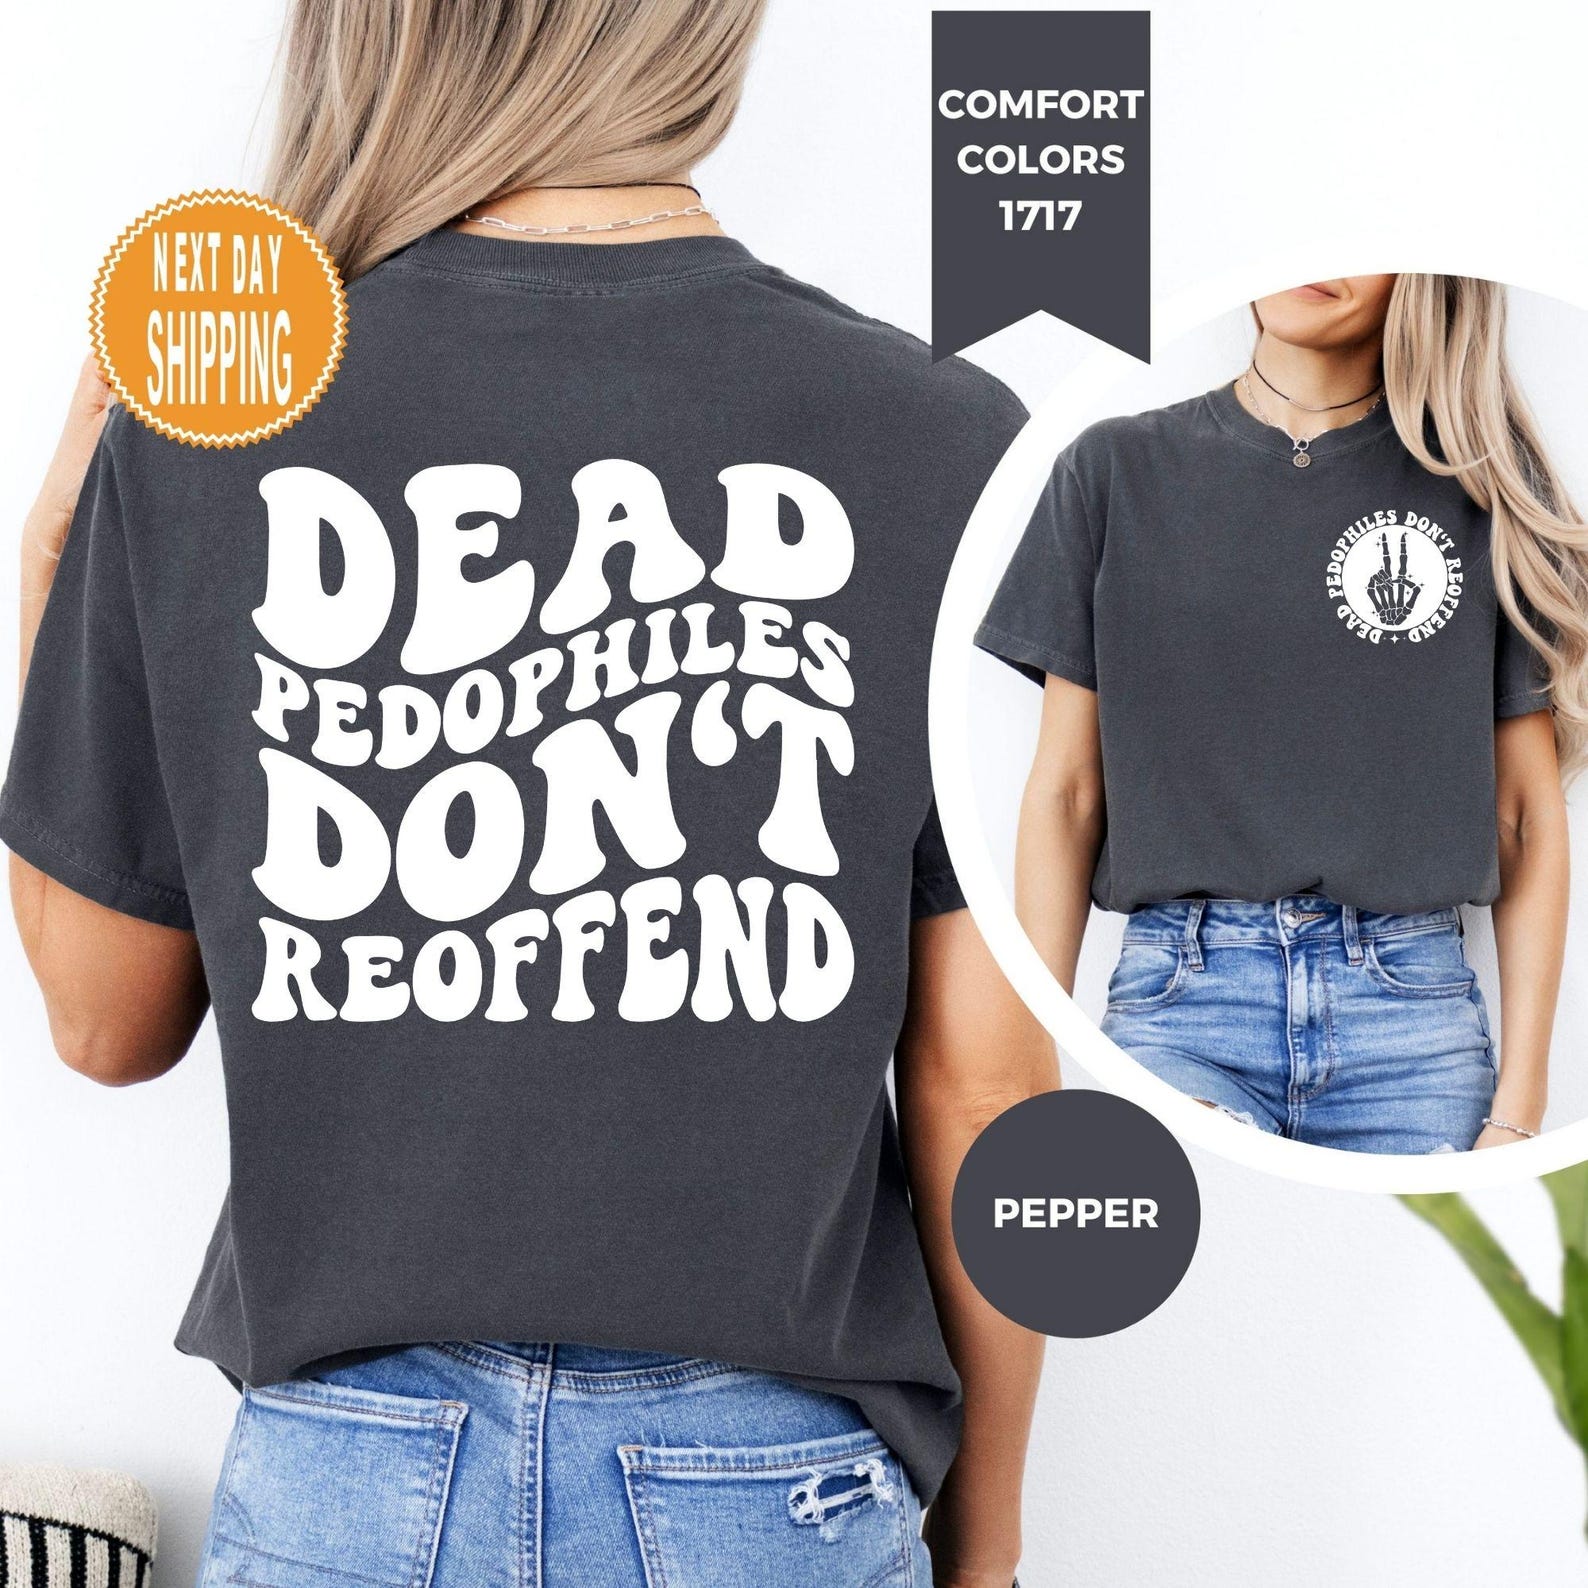 COMFORT
COLORS
1717
NEXT DAY
SHIPPING
DEAD
PEDOPHILES
DON'T
REOFFEND
DEAD PEDOPHILES DON'T REOFFEND
PEPPER